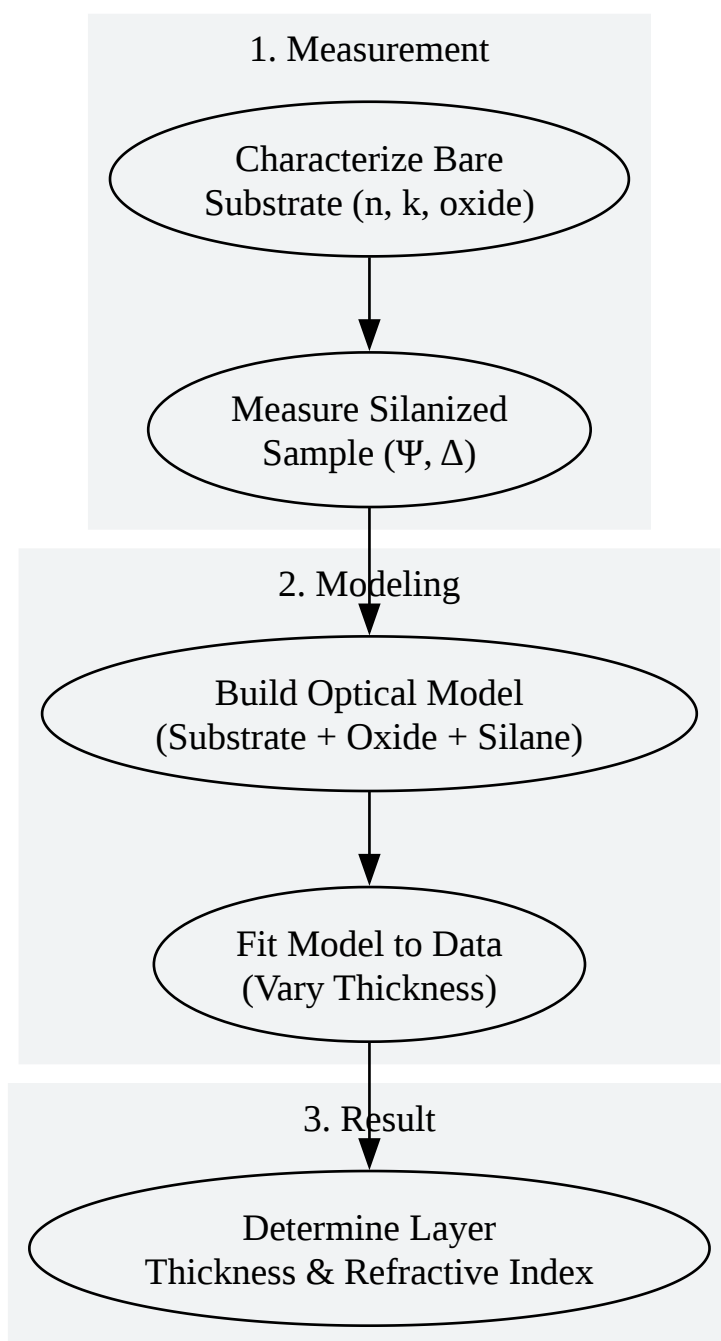 1. Measurement
Characterize Bare
Substrate (n, k, oxide)
Measure Silanized
Sample (Ψ, Δ)
2. Modeling
Build Optical Model
(Substrate + Oxide + Silane)
Fit Model to Data
(Vary Thickness)
3. Result
Determine Layer
Thickness & Refractive Index